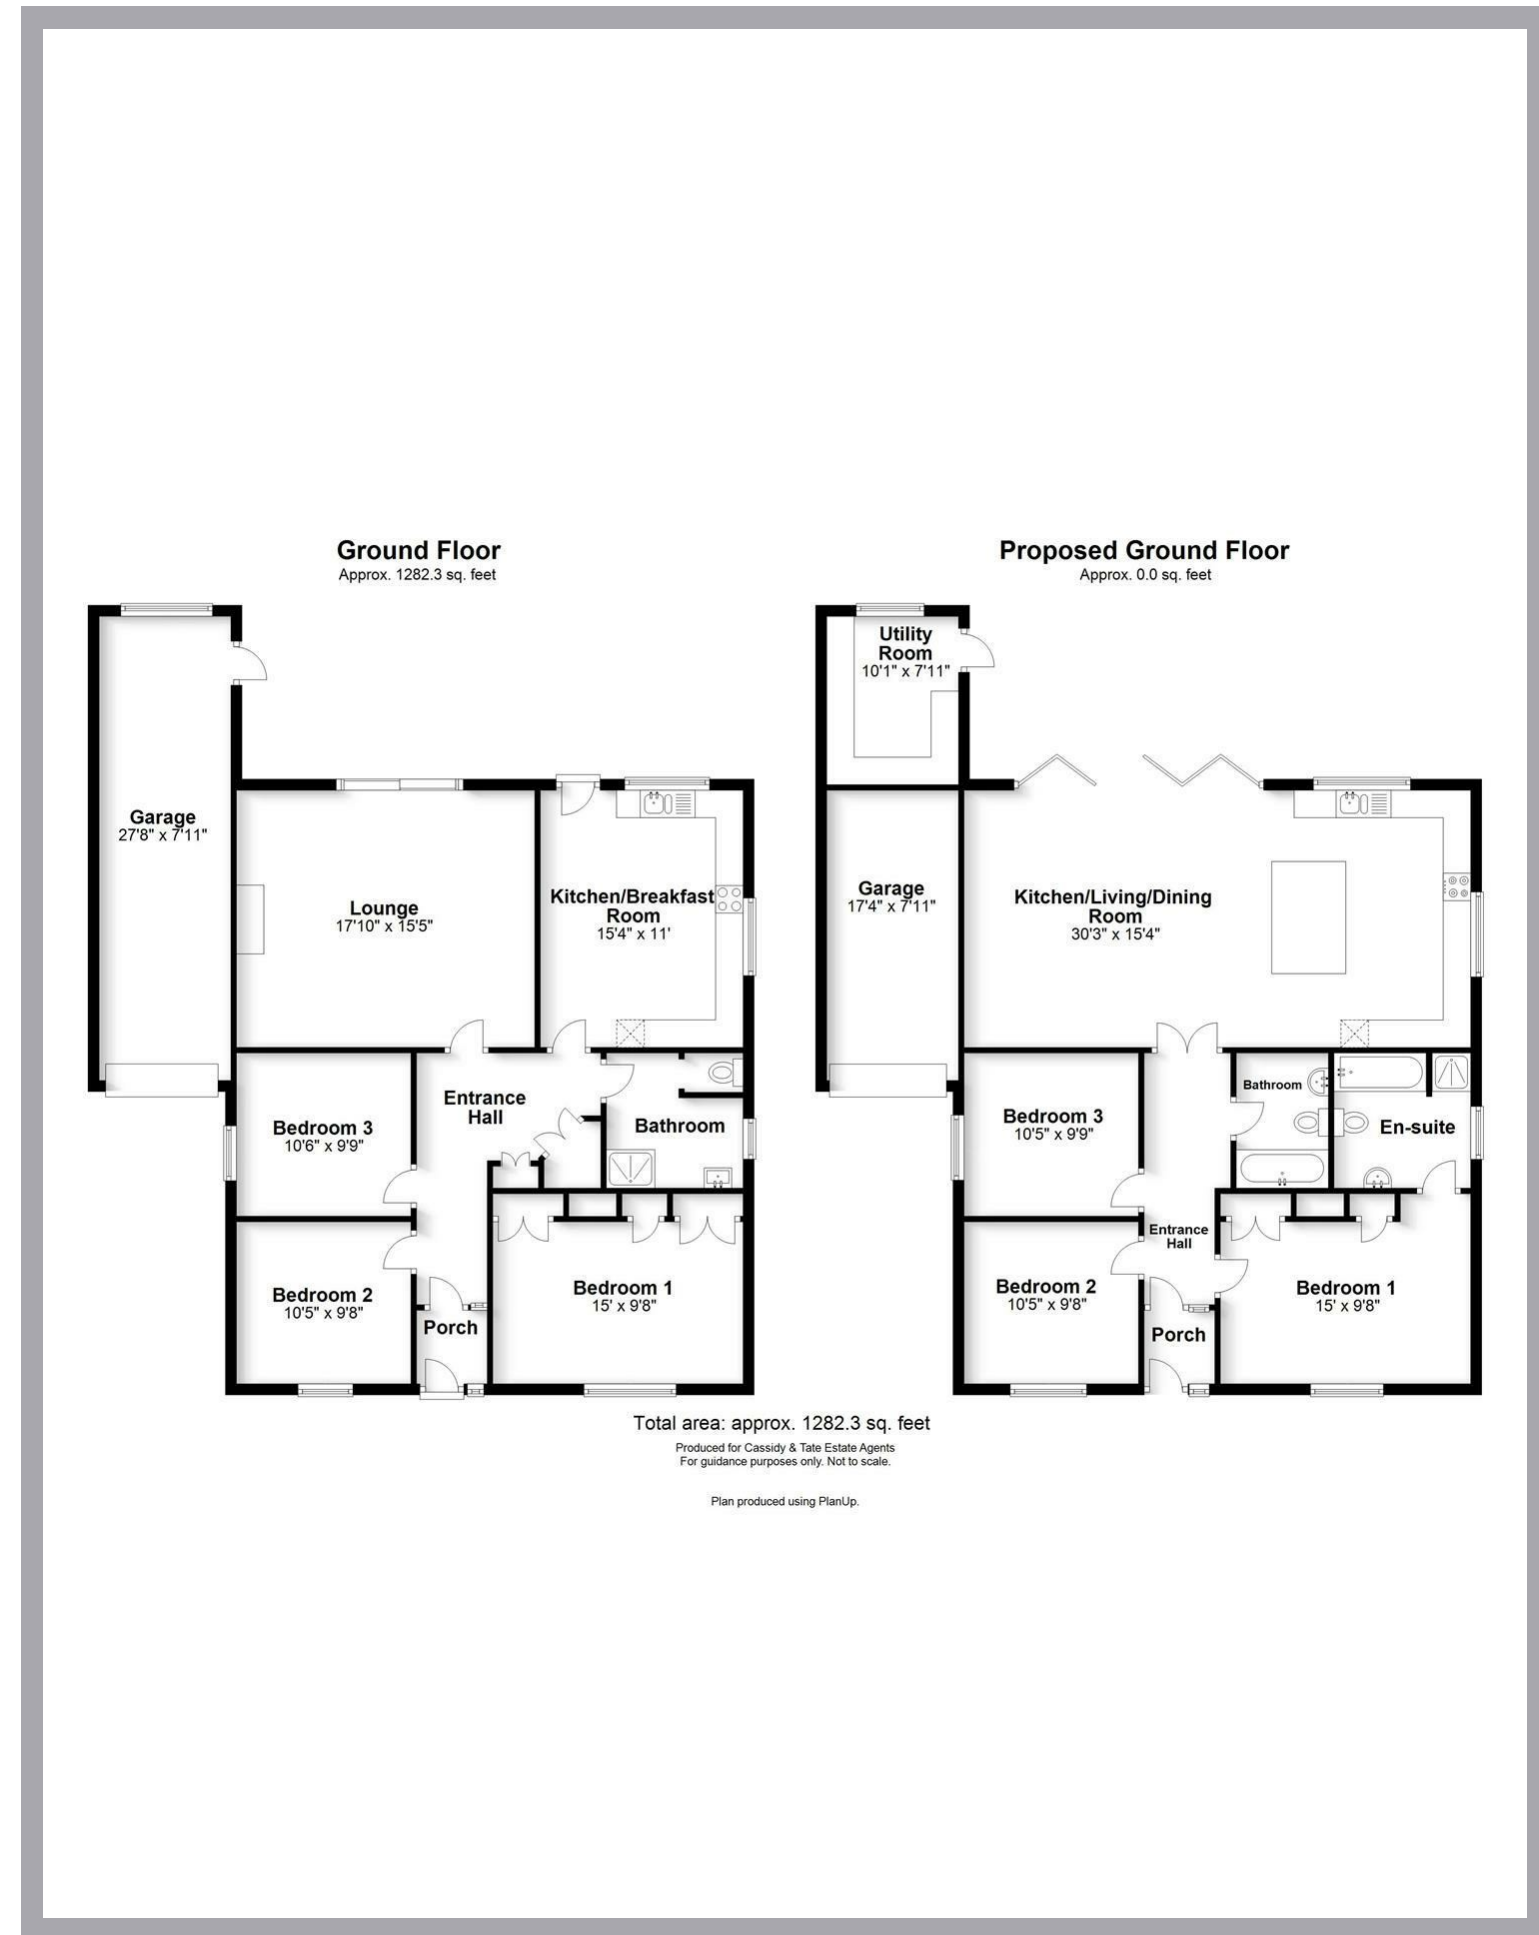 Ground Floor
Approx. 1282.3 sq. feet
Garage
27'8" x 7'11"
Lounge
17'10" x 15'5"
Kitchen/Breakfast
Room
15'4" x 11'
Entrance
Hall
Bathroom
Bedroom 3
10'6" x 9'9"
Bedroom 2
10'5" x 9'8"
Porch
Bedroom 1
15' x 9'8"
Proposed Ground Floor
Approx. 0.0 sq. feet
Utility
Room
10'1" x 7'11"
Garage
17'4" x 7'11"
Kitchen/Living/Dining
Room
30'3" x 15'4"
Bathroom
En-suite
Bedroom 3
10'5" x 9'9"
Entrance
Hall
Bedroom 2
10'5" x 9'8"
Porch
Bedroom 1
15' x 9'8"
Total area: approx. 1282.3 sq. feet
Produced for Cassidy & Tate Estate Agents
For guidance purposes only. Not to scale.
Plan produced using PlanUp.